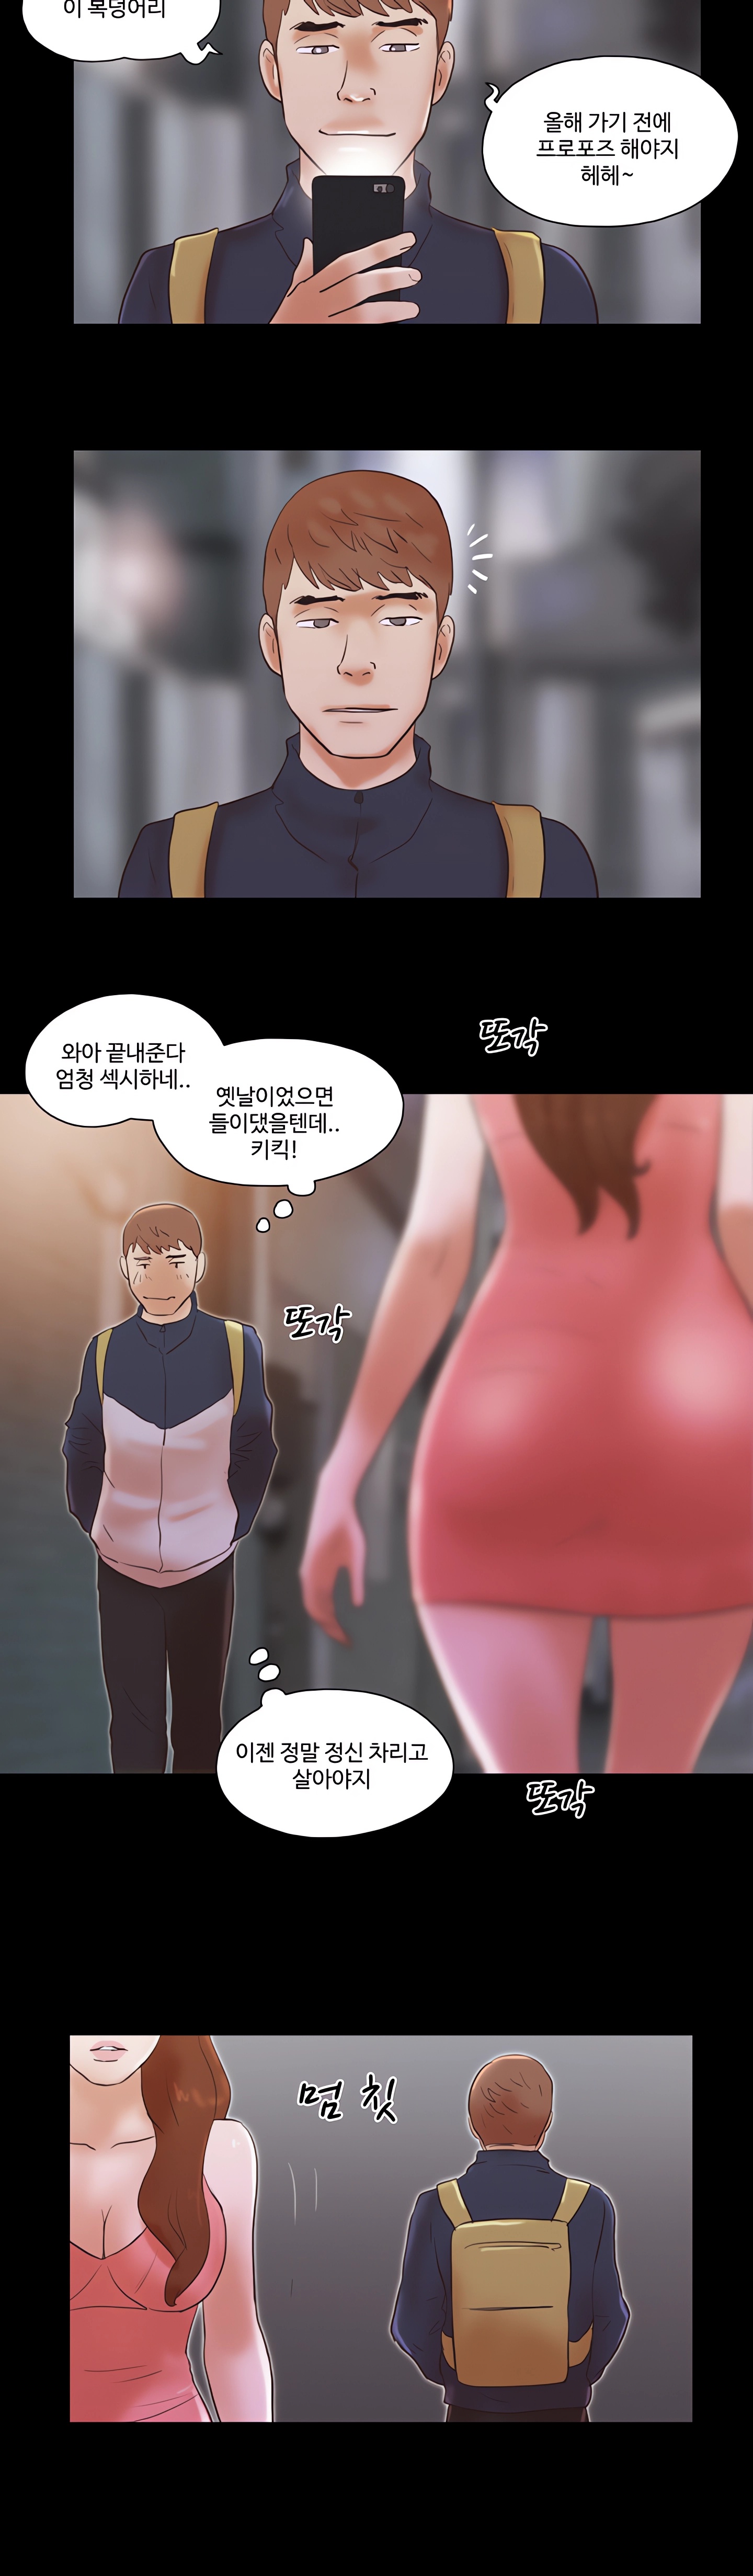 이 복덩어리
올해 가기 전에
프로포즈 해야지
헤헤~
또각
와아 끝내준다
엄청 섹시하네..
옛날이었으면
들이댔을텐데..
키킥!
또각
이젠 정말 정신 차리고
살아야지
또각
멈칫